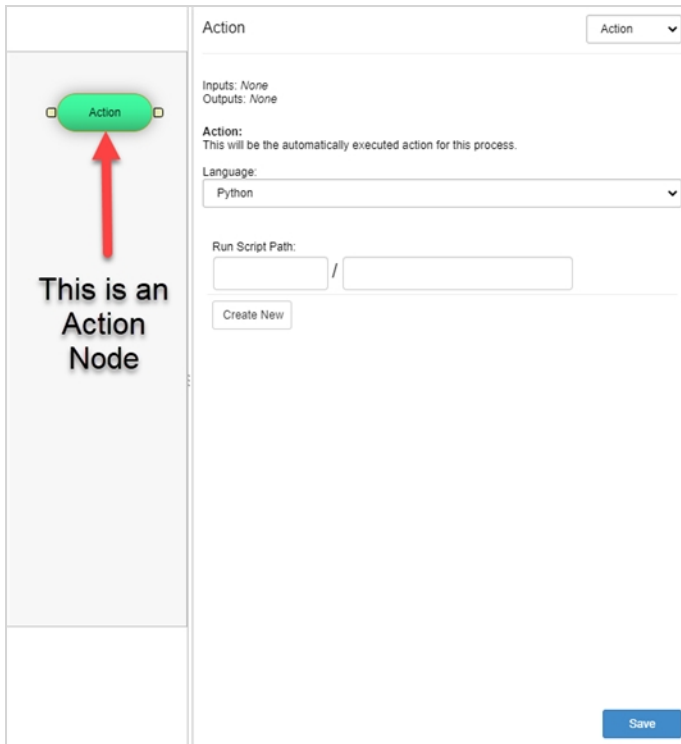 Action
Action
Inputs: None
Outputs: None
Action:
This will be the automatically executed action for this process.
Language:
Python
Run Script Path:
/
Create New
Action
This is an
Action
Node
Save